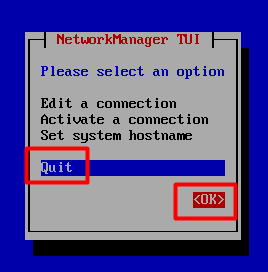 NetworkManager TUI
Please select an option
Edit a connection
Activate a connection
Set system hostname
Quit
<OK>